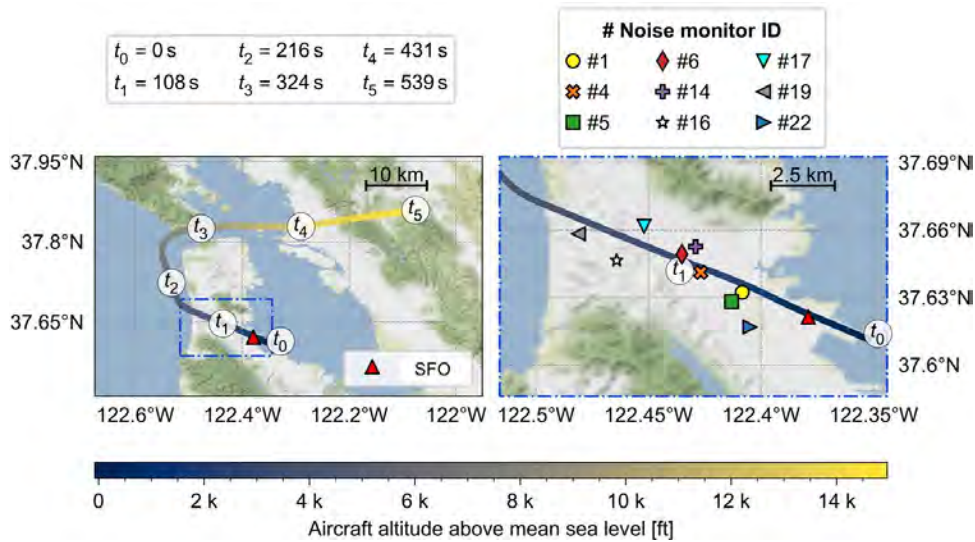 t0 = 0 s t2 = 216 s t4 = 431 s
t1 = 108 s t3 = 324 s t5 = 539 s
# Noise monitor ID
#1 #6 #17
#4 #14 #19
#5 #16 #22
37.95°N
37.8°N
37.65°N
10 km
t5
t4
t3
t2
t1
t0
SFO
122.6°W 122.4°W 122.2°W 122°W
2.5 km
t1
t0
37.69°N
37.66°N
37.63°N
37.6°N
122.5°W 122.45°W 122.4°W 122.35°W
0 2 k 4 k 6 k 8 k 10 k 12 k 14 k
Aircraft altitude above mean sea level [ft]